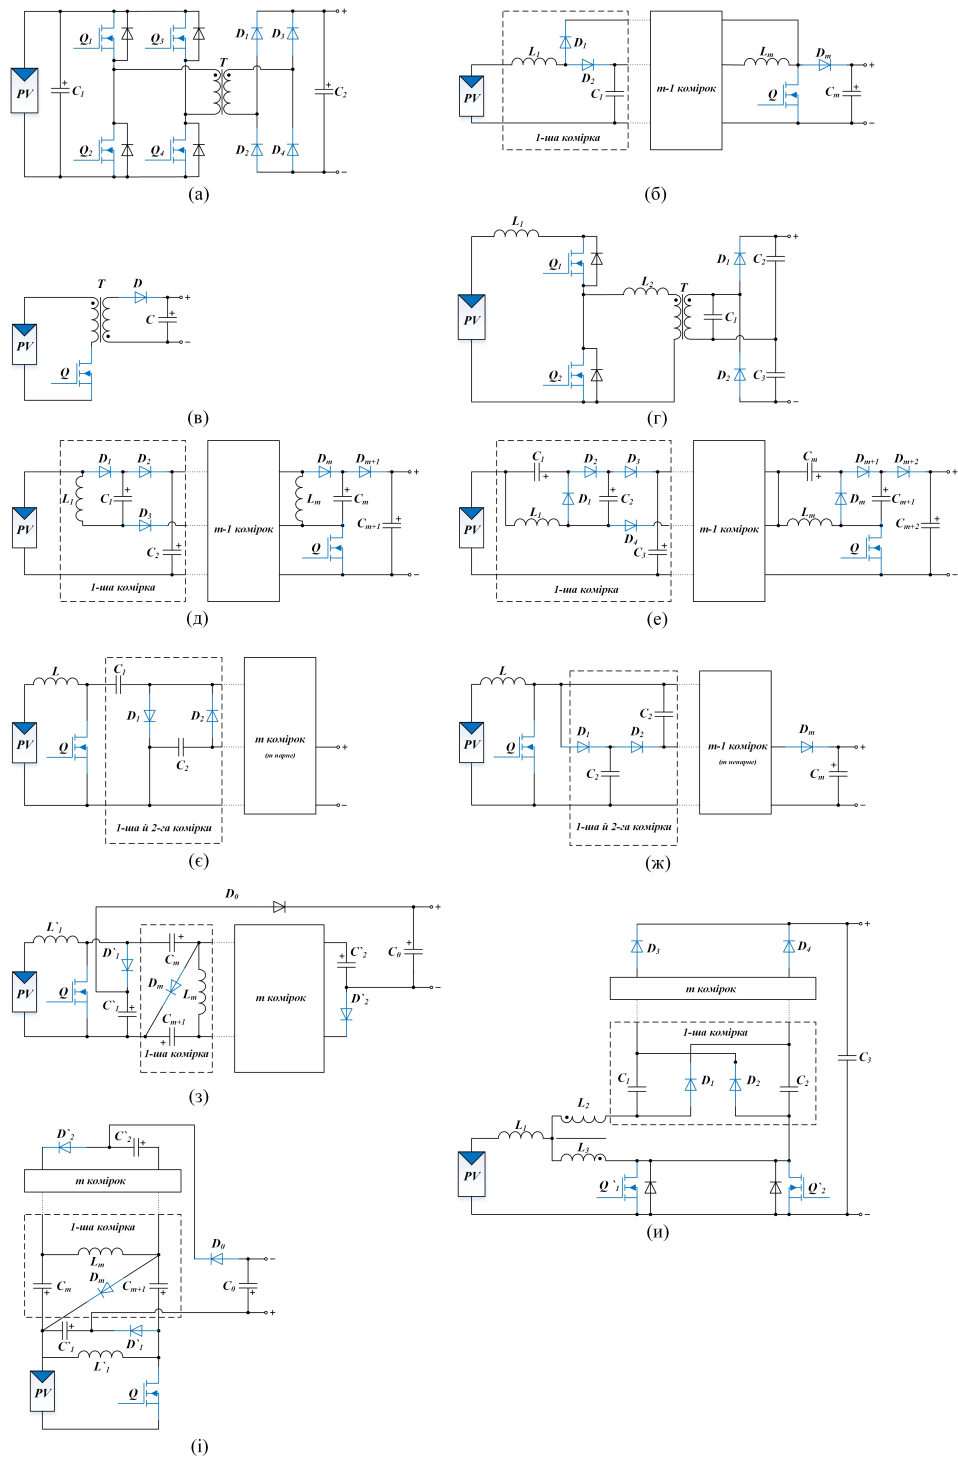 Q1 Q3 D1 D3
T
PV C1 C2
Q2 Q4 D2 D4
(а)
D1
L1 Lm Dm
D2
PV C1 m-1 комірок Q Cm
1-ша комірка
(б)
T D
PV C
Q
(в)
L1
Q1 D1 C2
L2 T
PV C1
Q2 D2 C3
(г)
D1 D2 Dm Dm+1
L1 C1 Lm Cm
PV D3 m-1 комірок Cm+1
C2 Q
1-ша комірка
(д)
C1 D2 D3 Cm Dm+1 Dm+2
D1 C2 Dm Cm+1
PV L1 D4 m-1 комірок Lm Cm+2
C3 Q
1-ша комірка
(е)
L C1
D1 D2
PV Q m комірок
(m парне)
C2
1-ша й 2-га комірки
(є)
L
C2
D1 D2 Dm
PV Q m-1 комірок
(m непарне)
C2 Cm
1-ша й 2-га комірки
(ж)
D0
L`1
D`1 Cm C`2 C0
PV Dm Lm
Q m комірок
C`1 Cm+1 D`2
1-ша комірка
(з)
D3 D4
m комірок
1-ша комірка
C3
C1 D1 D2 C2
L2
L1
L3
PV Q`1 Q`2
(и)
D`2 C`2
m комірок
1-ша комірка
Lm D0
Dm
Cm Cm+1 C0
C`1 D`1
L`1
PV Q
(і)